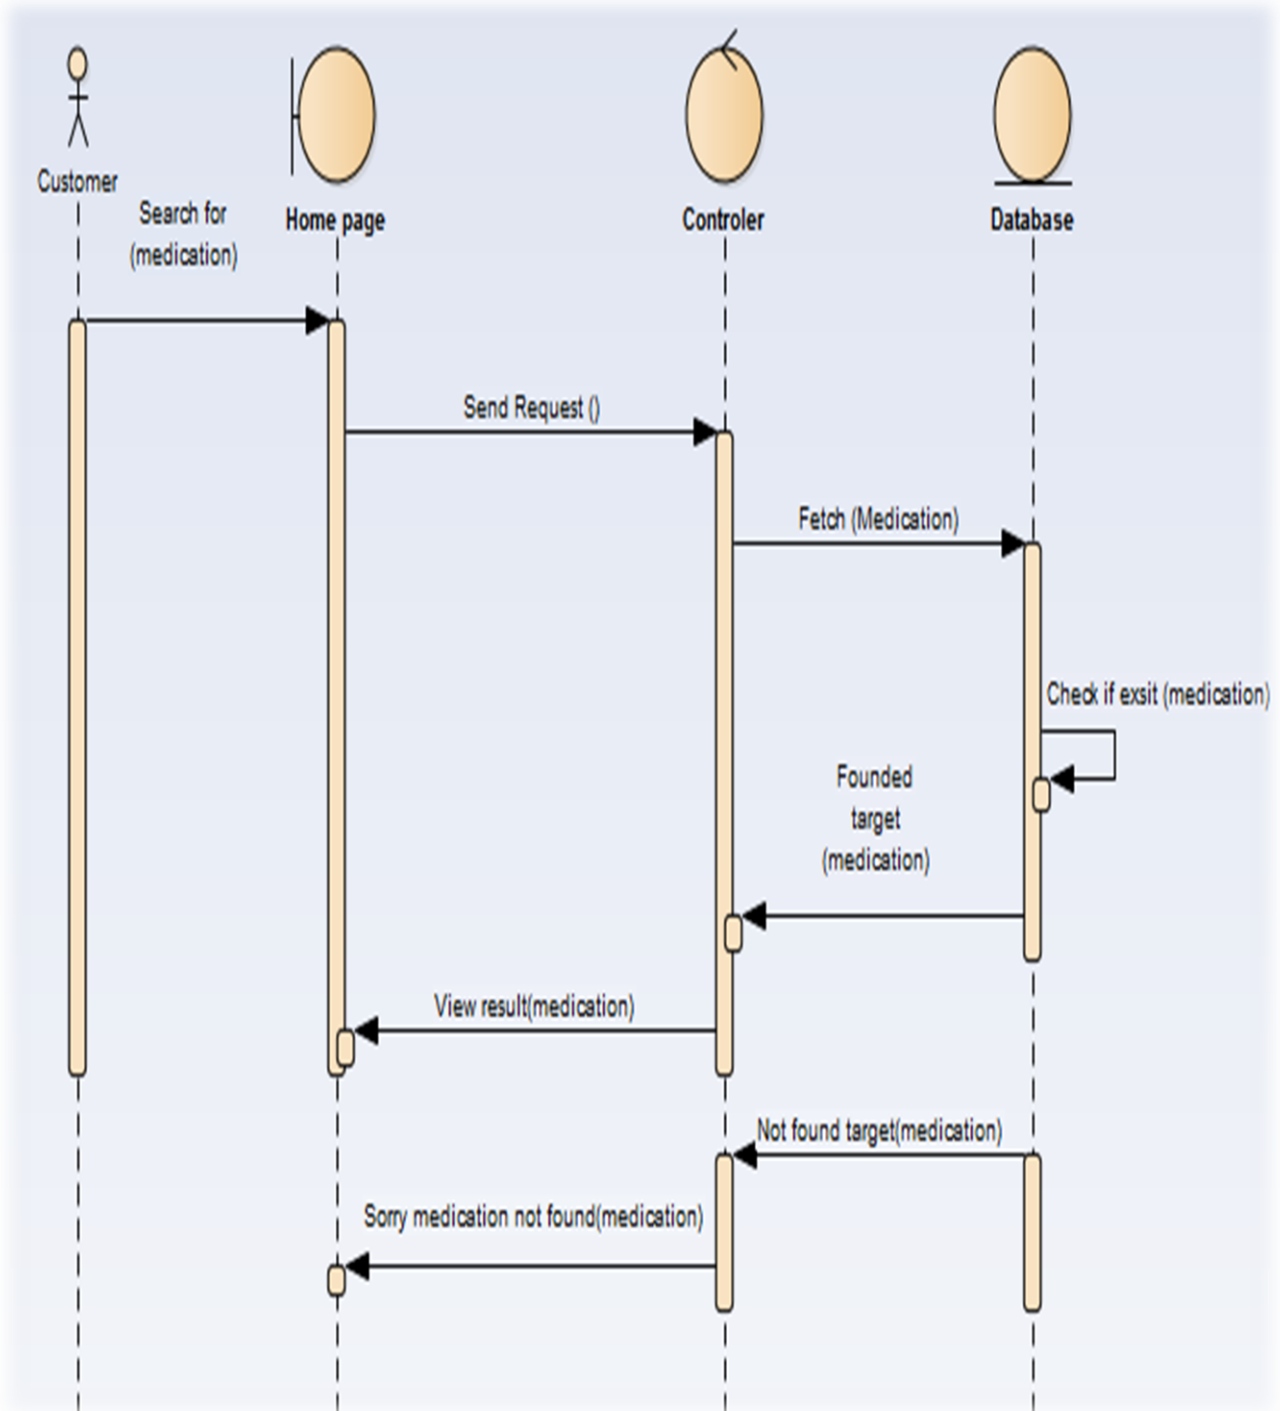 Customer
Search for
(medication)
Home page
Controler
Database
Send Request ()
Fetch (Medication)
Check if exsit (medication)
Founded
target
(medication)
View result(medication)
Not found target(medication)
Sorry medication not found(medication)